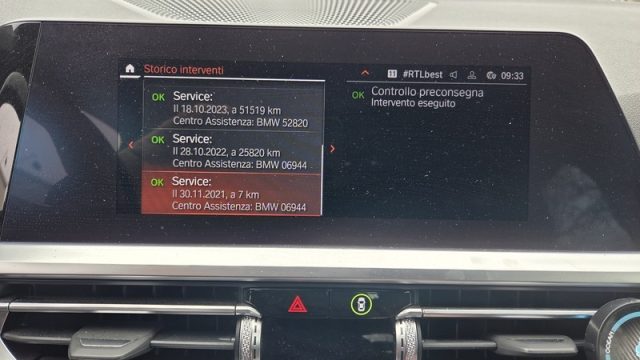 Storico interventi
#RTLbest
09:33
OK Service:
Il 18.10.2023, a 51519 km
Centro Assistenza: BMW 52820
OK Service:
Il 28.10.2022, a 25820 km
Centro Assistenza: BMW 06944
OK Service:
Il 30.11.2021, a 7 km
Centro Assistenza: BMW 06944
OK Controllo preconsegna
Intervento eseguito